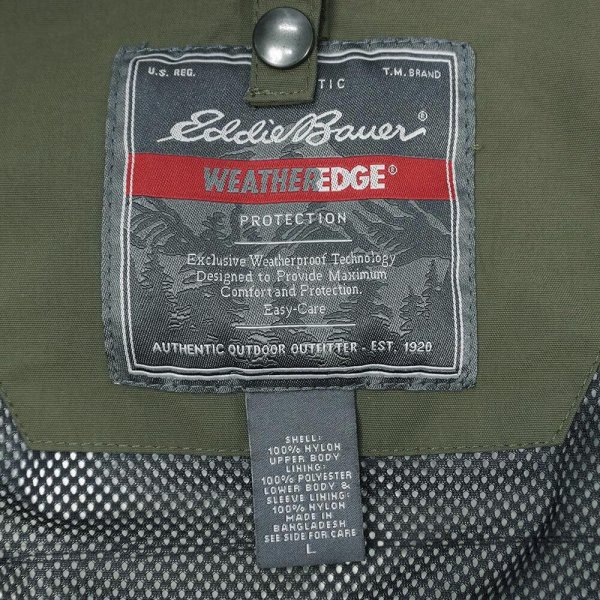 U.S. REG. TIC T.M. BRAND
Eddie Bauer®
WEATHEREDGE®
PROTECTION
Exclusive Weatherproof Technology
Designed to Provide Maximum
Comfort and Protection.
Easy-Care
AUTHENTIC OUTDOOR OUTFITTER - EST. 1920
SHELL:
100% NYLON
UPPER BODY
LINING:
100% POLYESTER
LOWER BODY &
SLEEVE LINING:
100% NYLON
MADE IN
BANGLADESH
SEE SIDE FOR CARE
L